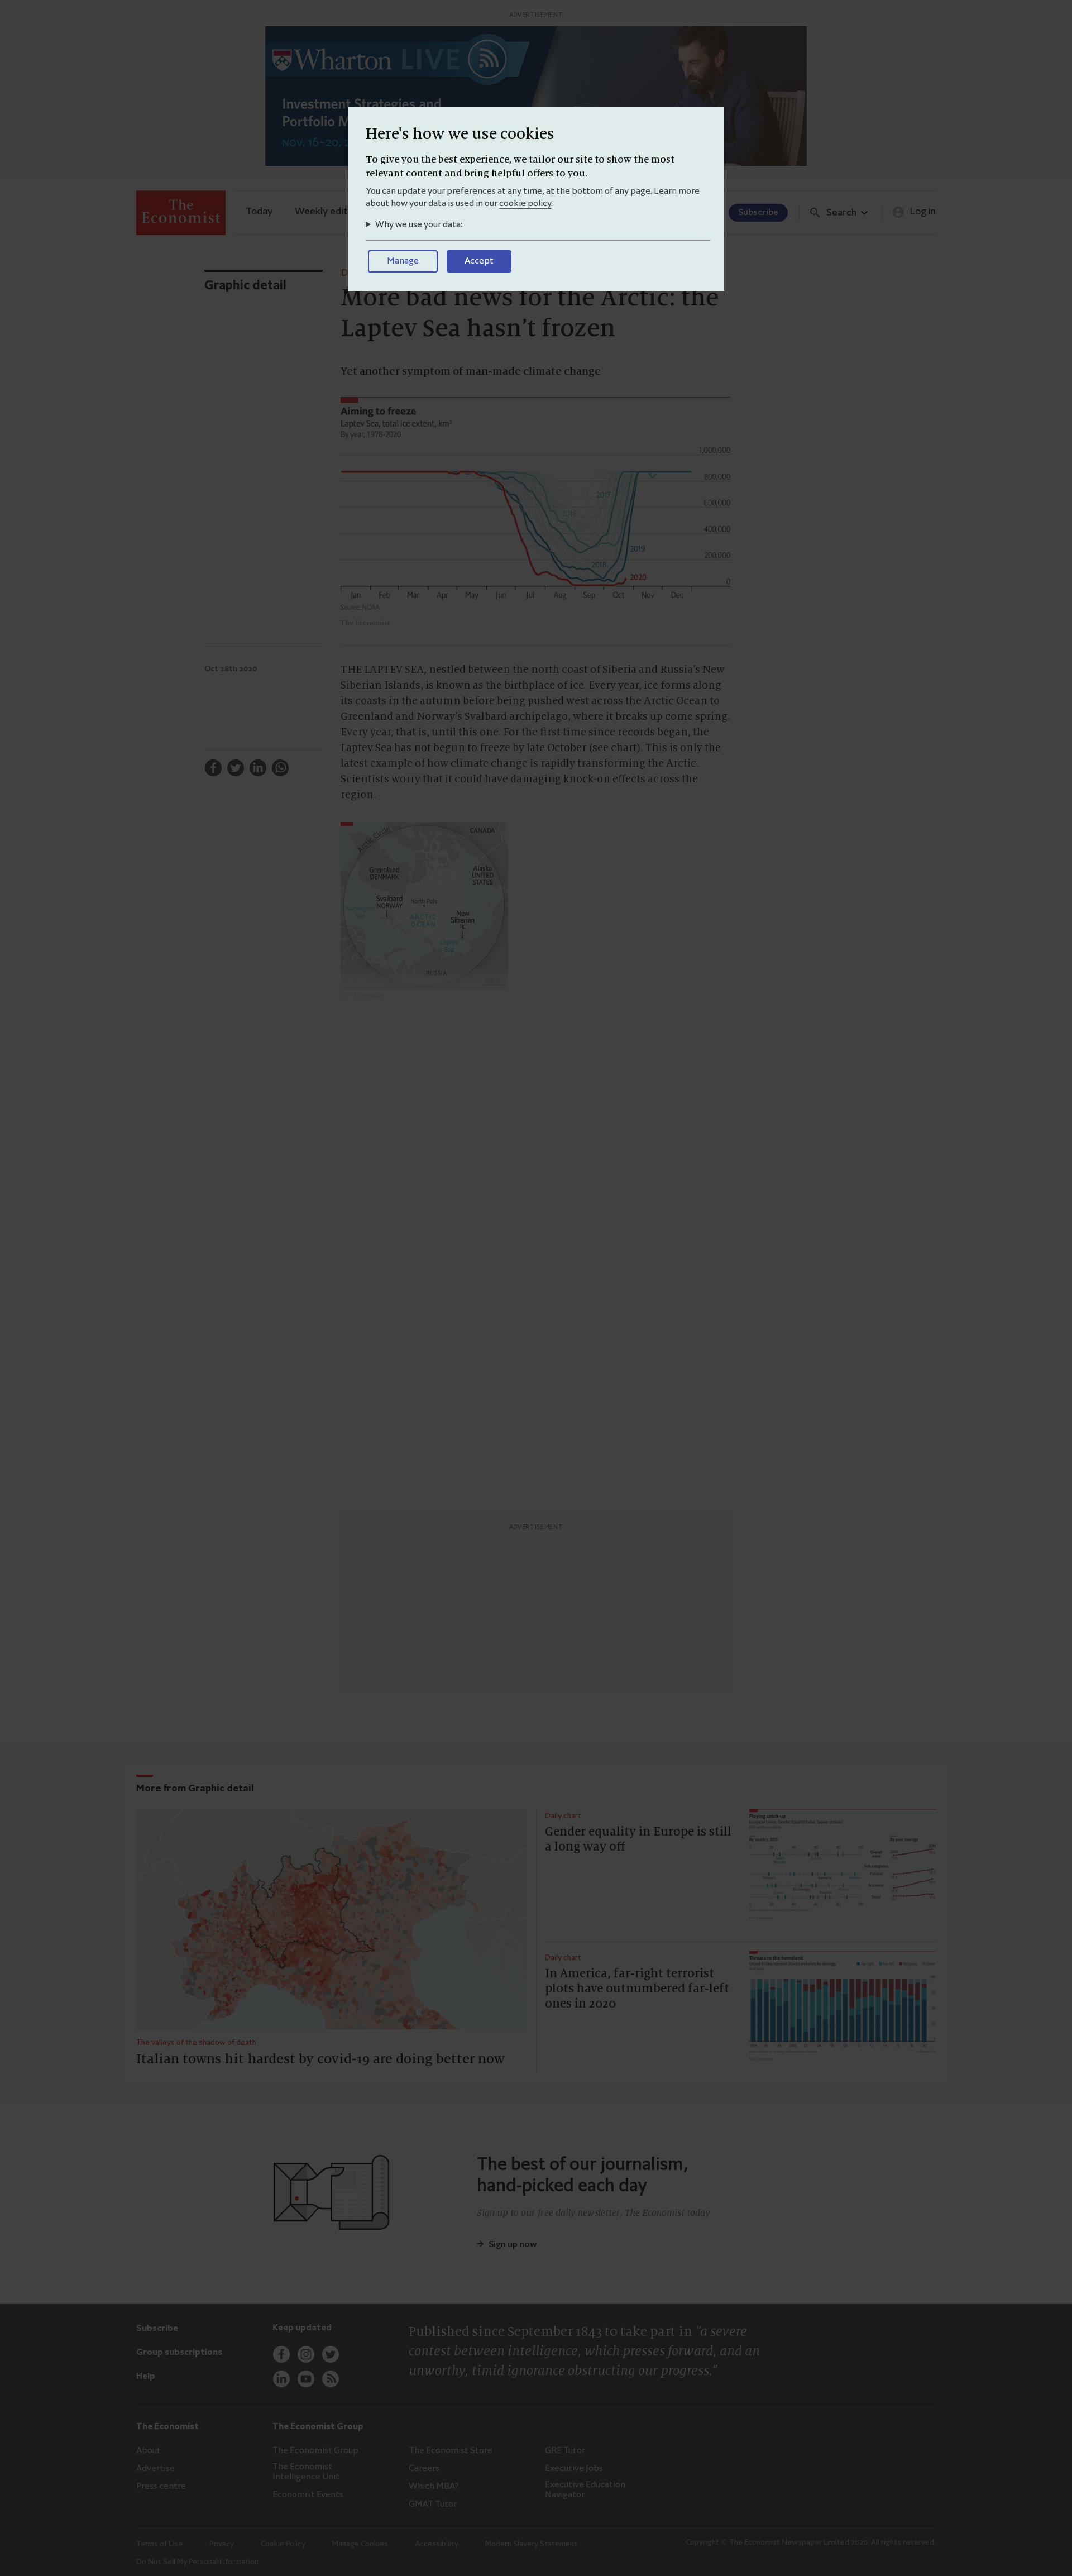 ADVERTISEMENT
Wharton LIVE
Investment Strategies and
Portfolio M
NOV. 16-20, 2
Here's how we use cookies
To give you the best experience, we tailor our site to show the most
relevant content and bring helpful offers to you.
You can update your preferences at any time, at the bottom of any page. Learn more
about how your data is used in our cookie policy.
Why we use your data:
Manage
Accept
The
Economist
Today
Weekly edit
Subscribe
Search
Log in
Graphic detail
D
More bad news for the Arctic: the
Laptev Sea hasn’t frozen
Yet another symptom of man-made climate change
Aiming to freeze
Laptev Sea, total ice extent, km²
By year, 1979-2020
1,000,000
800,000
600,000
400,000
200,000
0
2017
2019
2018
2020
Jan Feb Mar Apr May Jun Jul Aug Sep Oct Nov Dec
Source: NOAA
The Economist
Oct 28th 2020
THE LAPTEV SEA, nestled between the north coast of Siberia and Russia’s New
Siberian Islands, is known as the birthplace of ice. Every year, ice forms along
its coasts in the autumn before being pushed west across the Arctic Ocean to
Greenland and Norway’s Svalbard archipelago, where it breaks up come spring.
Every year, that is, until this one. For the first time since records began, the
Laptev Sea has not begun to freeze by late October (see chart). This is only the
latest example of how climate change is rapidly transforming the Arctic.
Scientists worry that it could have damaging knock-on effects across the
region.
Arctic Circle
CANADA
Greenland
DENMARK
Alaska
UNITED
STATES
Svalbard
NORWAY
North Pole
ARCTIC
OCEAN
New
Siberian
Is.
Laptev
Sea
RUSSIA
ADVERTISEMENT
More from Graphic detail
The valleys of the shadow of death
Italian towns hit hardest by covid-19 are doing better now
Daily chart
Gender equality in Europe is still
a long way off
Playing catch-up
Daily chart
In America, far-right terrorist
plots have outnumbered far-left
ones in 2020
Threats to the homeland
The best of our journalism,
hand-picked each day
Sign up to our free daily newsletter, The Economist today
Sign up now
Subscribe
Group subscriptions
Help
Keep updated
Published since September 1843 to take part in “a severe
contest between intelligence, which presses forward, and an
unworthy, timid ignorance obstructing our progress.”
The Economist
About
Advertise
Press centre
The Economist Group
The Economist Group
The Economist
Intelligence Unit
Economist Events
The Economist Store
Careers
Which MBA?
GMAT Tutor
GRE Tutor
Executive Jobs
Executive Education
Navigator
Terms of Use
Privacy
Cookie Policy
Manage Cookies
Accessibility
Modern Slavery Statement
Do Not Sell My Personal Information
Copyright © The Economist Newspaper Limited 2020. All rights reserved.